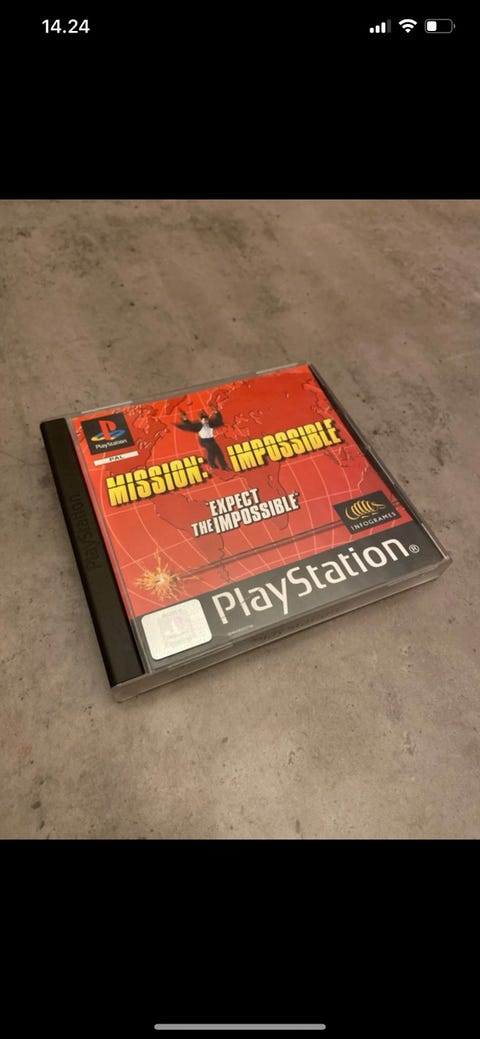 14.24
PlayStation
PAL
MISSION: IMPOSSIBLE
"EXPECT
THE IMPOSSIBLE"
INFOGRAMES
PlayStation®
PlayStation